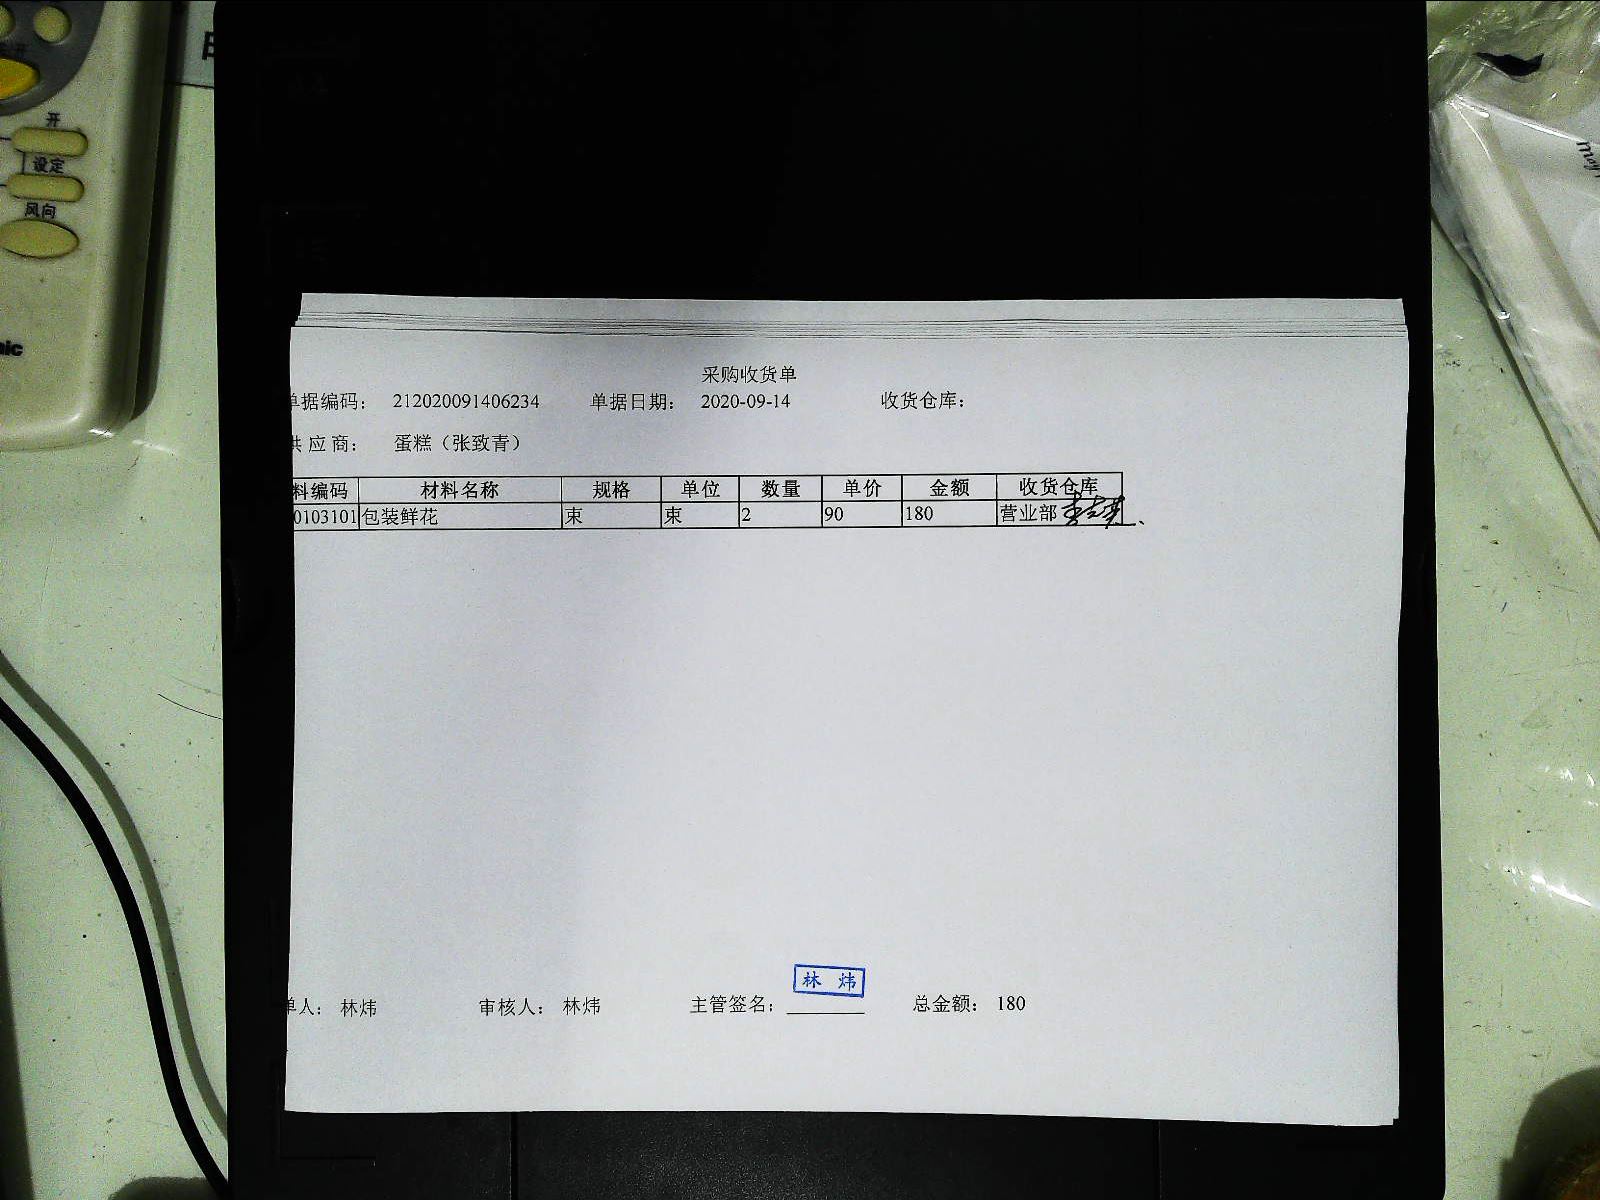 开
设定
风向
nic
采购收货单
单据编码: 212020091406234 单据日期: 2020-09-14 收货仓库:
供应商: 蛋糕（张致青）
料编码 材料名称 规格 单位 数量 单价 金额 收货仓库
0103101 包装鲜花 束 束 2 90 180 营业部
林 炜
单人: 林炜 审核人: 林炜 主管签名: 总金额: 180